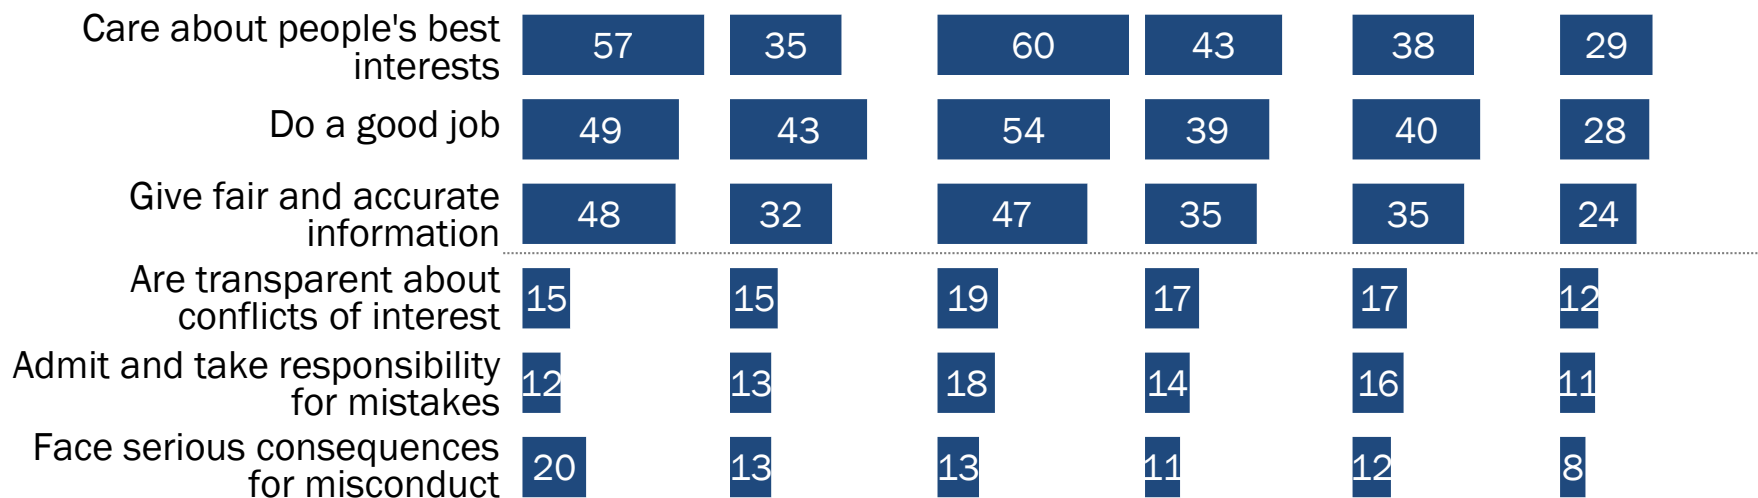 Care about people's best
interests
57 35 60 43 38 29
Do a good job 49 43 54 39 40 28
Give fair and accurate
information
48 32 47 35 35 24
Are transparent about
conflicts of interest
15 15 19 17 17 12
Admit and take responsibility
for mistakes
12 13 18 14 16 11
Face serious consequences
for misconduct
20 13 13 11 12 8